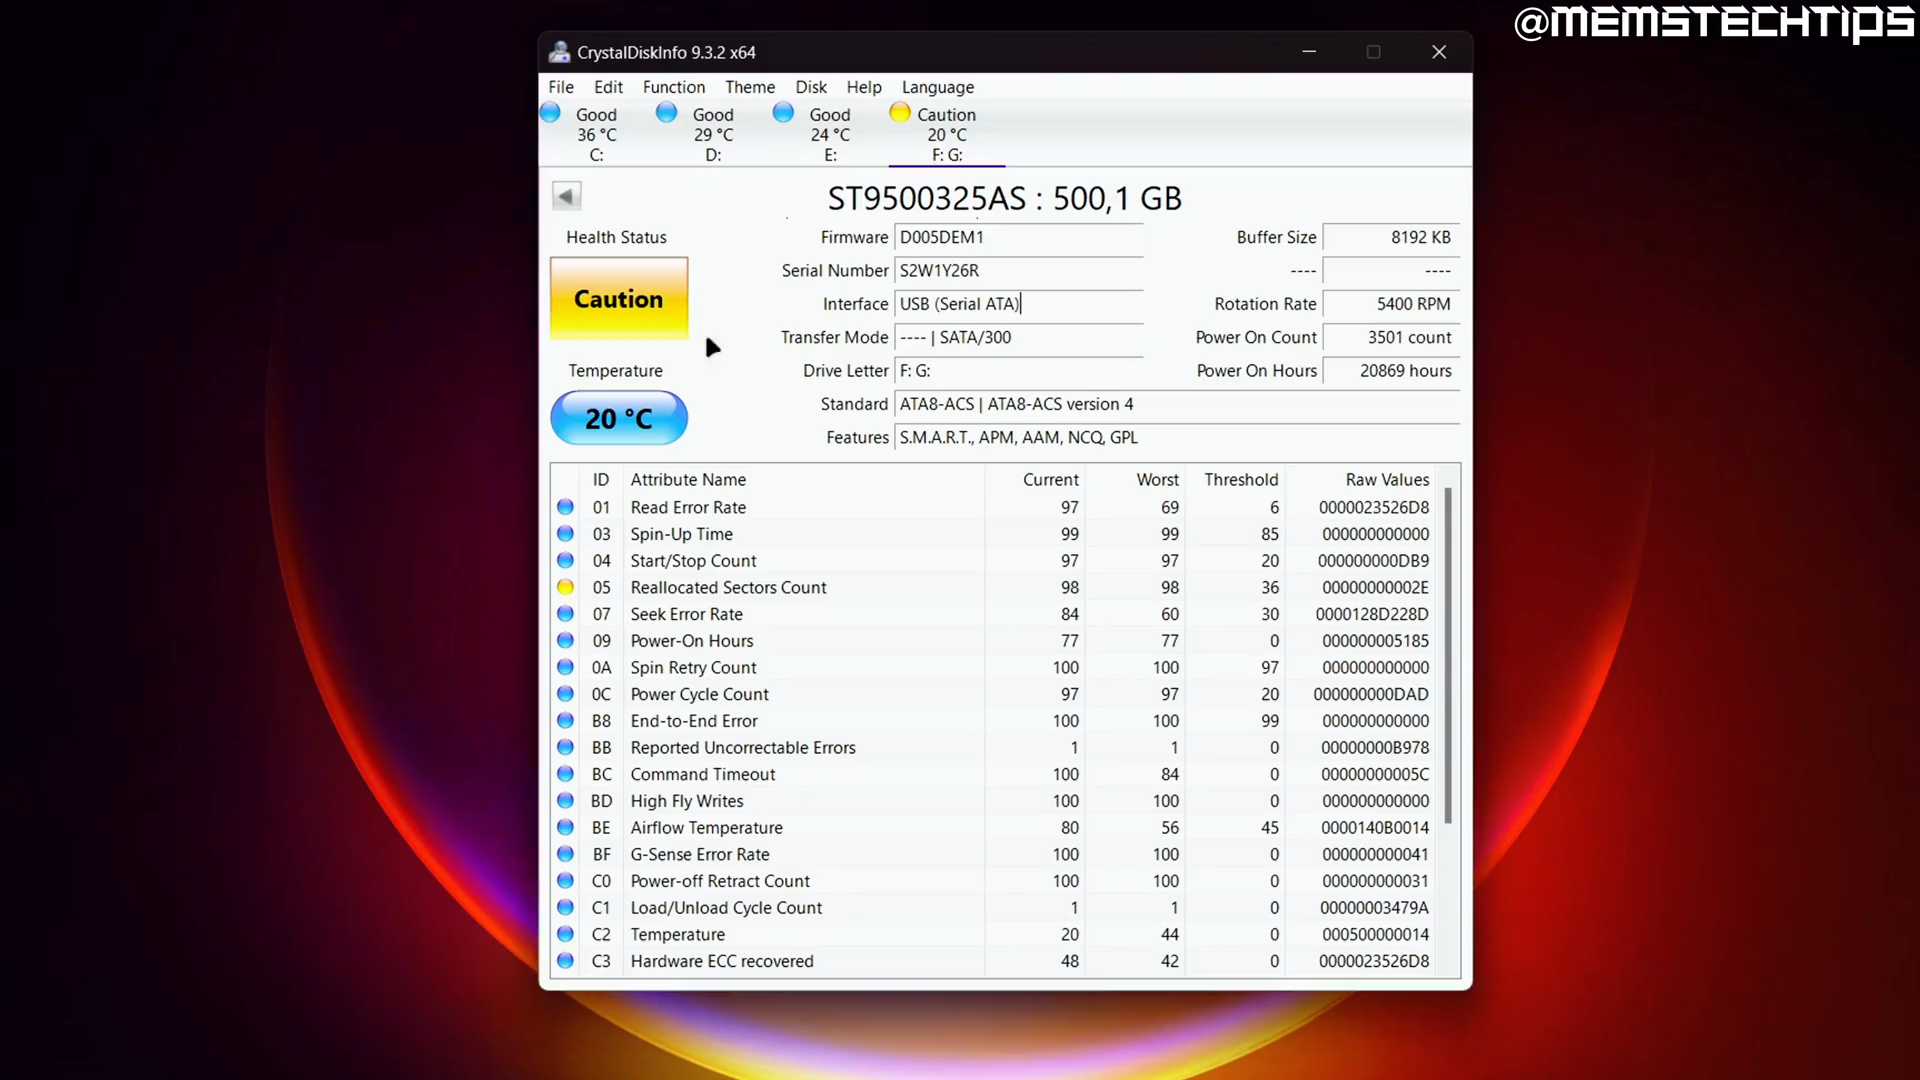 @MEMSTECHTIPS
CrystalDiskInfo 9.3.2 x64
File Edit Function Theme Disk Help Language
Good Good Good Caution
36 °C 29 °C 24 °C 20 °C
C: D: E: F: G:
ST9500325AS : 500,1 GB
Health Status Firmware D005DEM1 Buffer Size 8192 KB
Serial Number S2W1Y26R ---- ----
Caution Interface USB (Serial ATA) Rotation Rate 5400 RPM
Transfer Mode ---- | SATA/300 Power On Count 3501 count
Temperature Drive Letter F: G: Power On Hours 20869 hours
20 °C Standard ATA8-ACS | ATA8-ACS version 4
Features S.M.A.R.T., APM, AAM, NCQ, GPL
ID Attribute Name Current Worst Threshold Raw Values
01 Read Error Rate 97 69 6 0000023526D8
03 Spin-Up Time 99 99 85 000000000000
04 Start/Stop Count 97 97 20 000000000DB9
05 Reallocated Sectors Count 98 98 36 00000000002E
07 Seek Error Rate 84 60 30 0000128D228D
09 Power-On Hours 77 77 0 000000005185
0A Spin Retry Count 100 100 97 000000000000
0C Power Cycle Count 97 97 20 000000000DAD
B8 End-to-End Error 100 100 99 000000000000
BB Reported Uncorrectable Errors 1 1 0 00000000B978
BC Command Timeout 100 84 0 00000000005C
BD High Fly Writes 100 100 0 000000000000
BE Airflow Temperature 80 56 45 0000140B0014
BF G-Sense Error Rate 100 100 0 000000000041
C0 Power-off Retract Count 100 100 0 000000000031
C1 Load/Unload Cycle Count 1 1 0 00000003479A
C2 Temperature 20 44 0 000500000014
C3 Hardware ECC recovered 48 42 0 0000023526D8